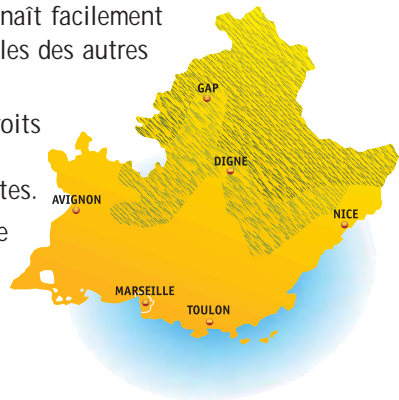 naît facilement
les des autres
oits
tes.
e
GAP
DIGNE
AVIGNON
NICE
MARSEILLE
TOULON